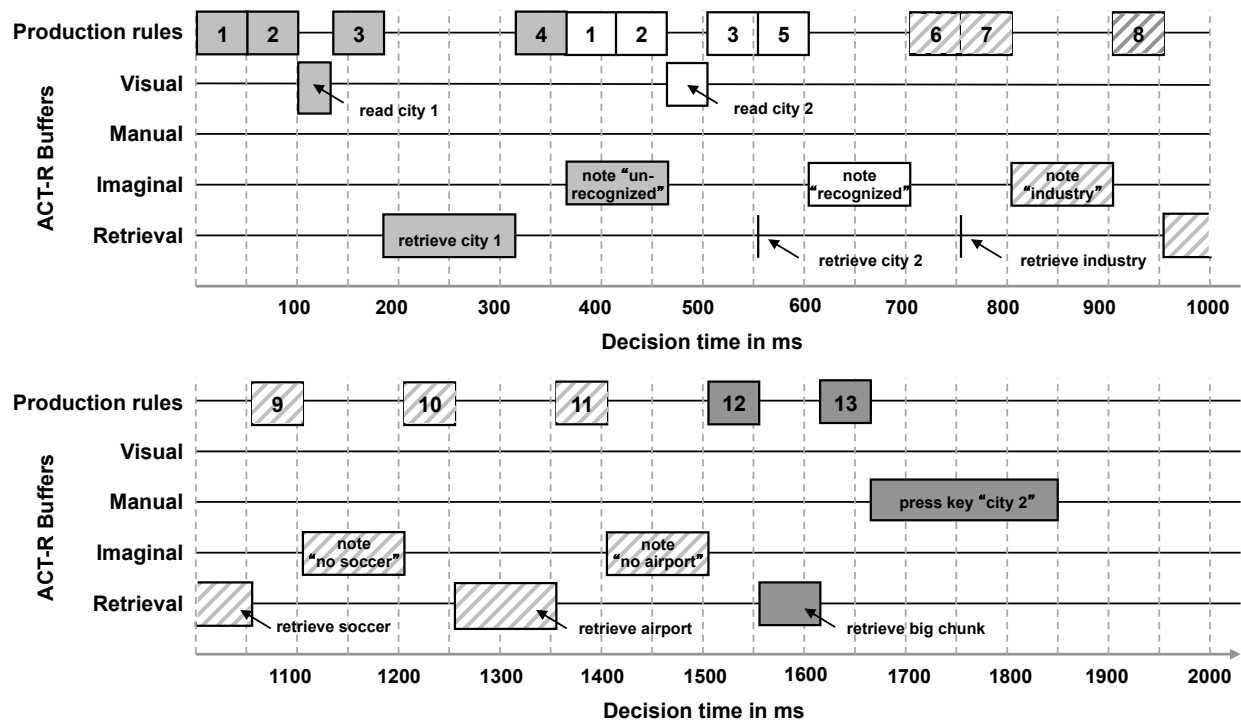 Production rules
1 2 3 4 1 2 3 5 6 7 8
Visual
read city 1
read city 2
Manual
Imaginal
note “un-
recognized”
note
“recognized”
note
“industry”
Retrieval
retrieve city 1
retrieve city 2
retrieve industry
ACT-R Buffers
100 200 300 400 500 600 700 800 900 1000
Decision time in ms
Production rules
9 10 11 12 13
Visual
Manual
press key “city 2”
Imaginal
note
“no soccer”
note
“no airport”
Retrieval
retrieve soccer
retrieve airport
retrieve big chunk
ACT-R Buffers
1100 1200 1300 1400 1500 1600 1700 1800 1900 2000
Decision time in ms